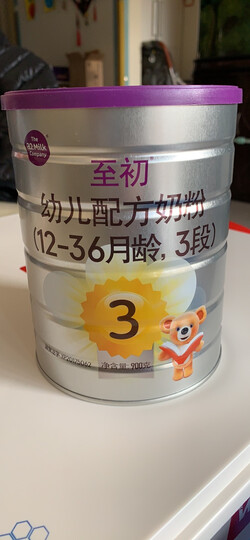 The
a2 Milk
Company
至初
幼儿配方奶粉
(12-36月龄, 3段)
3
净含量: 900克